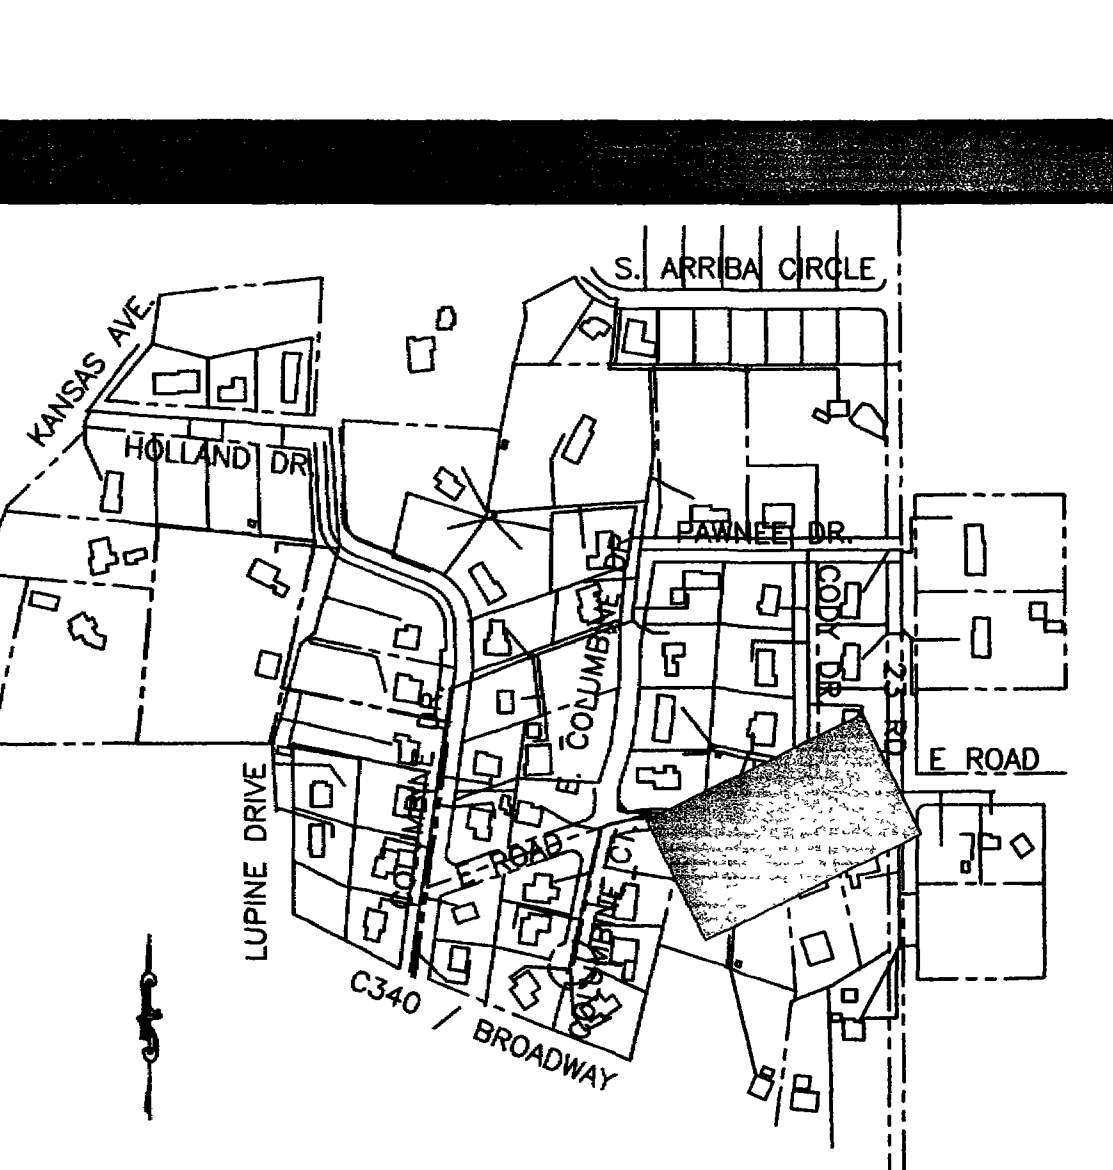 S. ARRIBA CIRCLE
KANSAS AVE.
HOLLAND DR
PAWNEE DR.
CODY DR
23 RD
E. COLUMBINE DR
E ROAD
COLUMBINE DR
LUPINE DRIVE
E ROAD
COLUMBINE CT
C340 / BROADWAY